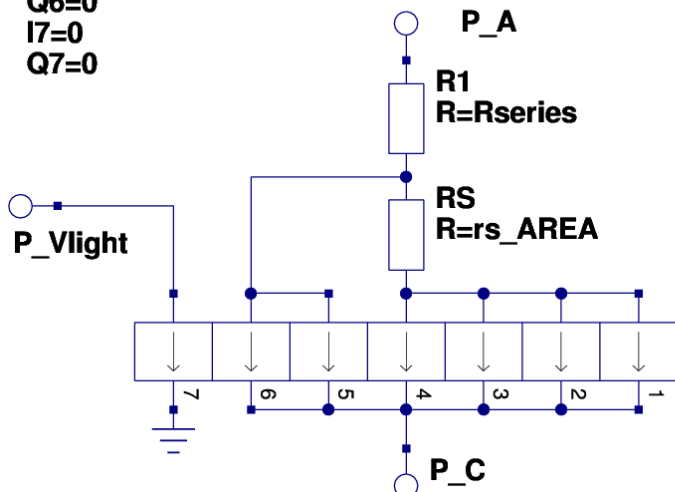 Q6=0
I7=0
Q7=0
P_A
R1
R=Rseries
RS
R=rs_AREA
P_Vlight
7 6 5 4 3 2 1
P_C